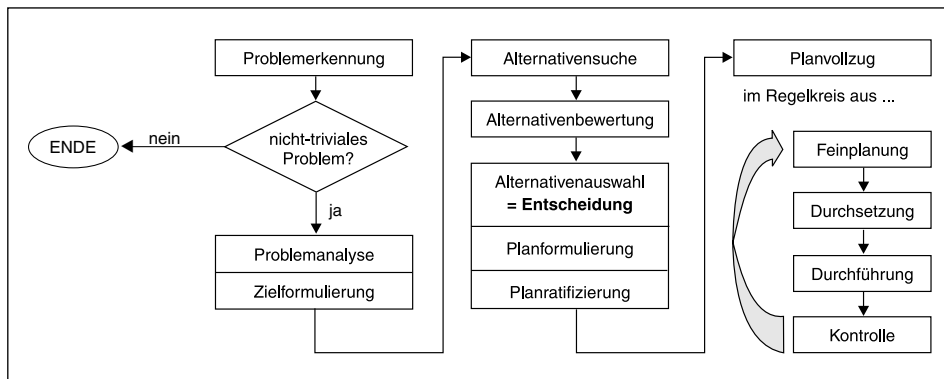 Problemerkennung
nicht-triviales
Problem?
nein
ENDE
ja
Problemanalyse
Zielformulierung
Alternativensuche
Alternativenbewertung
Alternativenauswahl
= Entscheidung
Planformulierung
Planratifizierung
Planvollzug
im Regelkreis aus ...
Feinplanung
Durchsetzung
Durchführung
Kontrolle